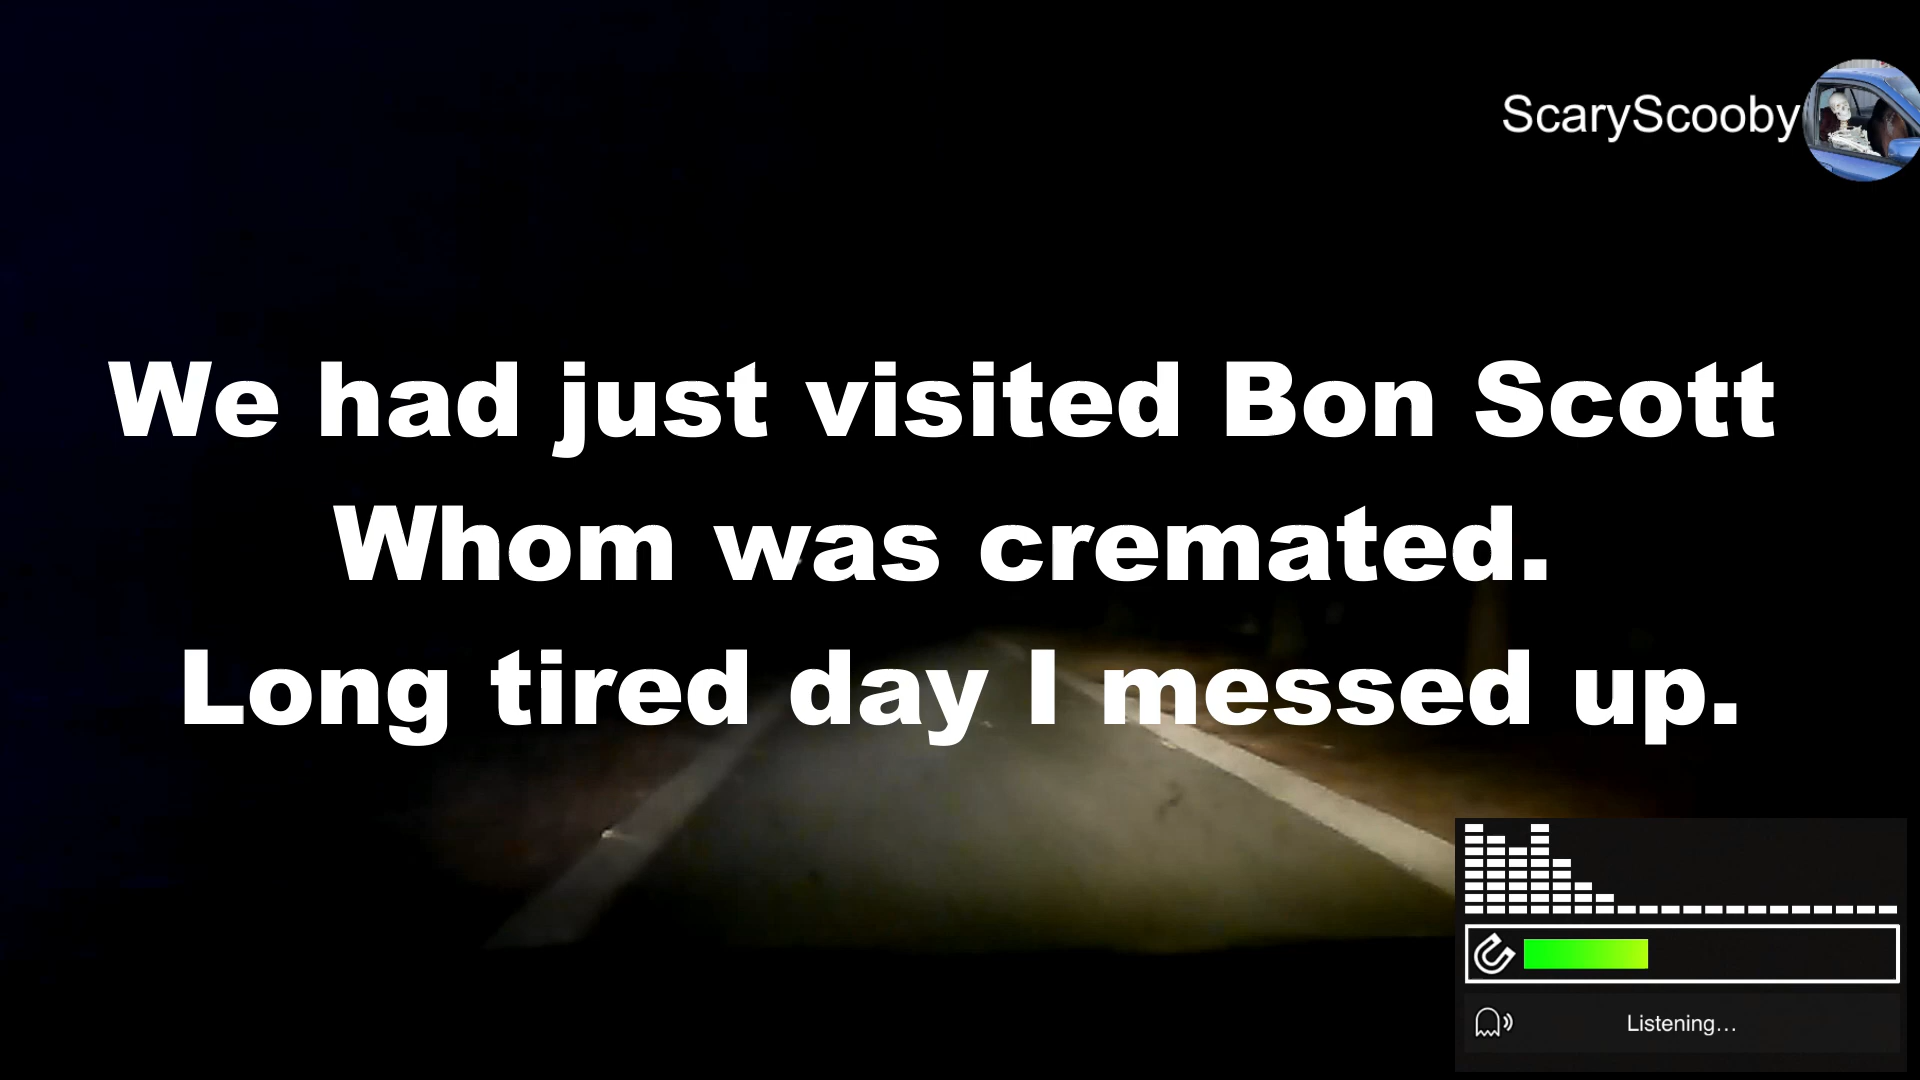 ScaryScooby
We had just visited Bon Scott
Whom was cremated.
Long tired day I messed up.
Listening...